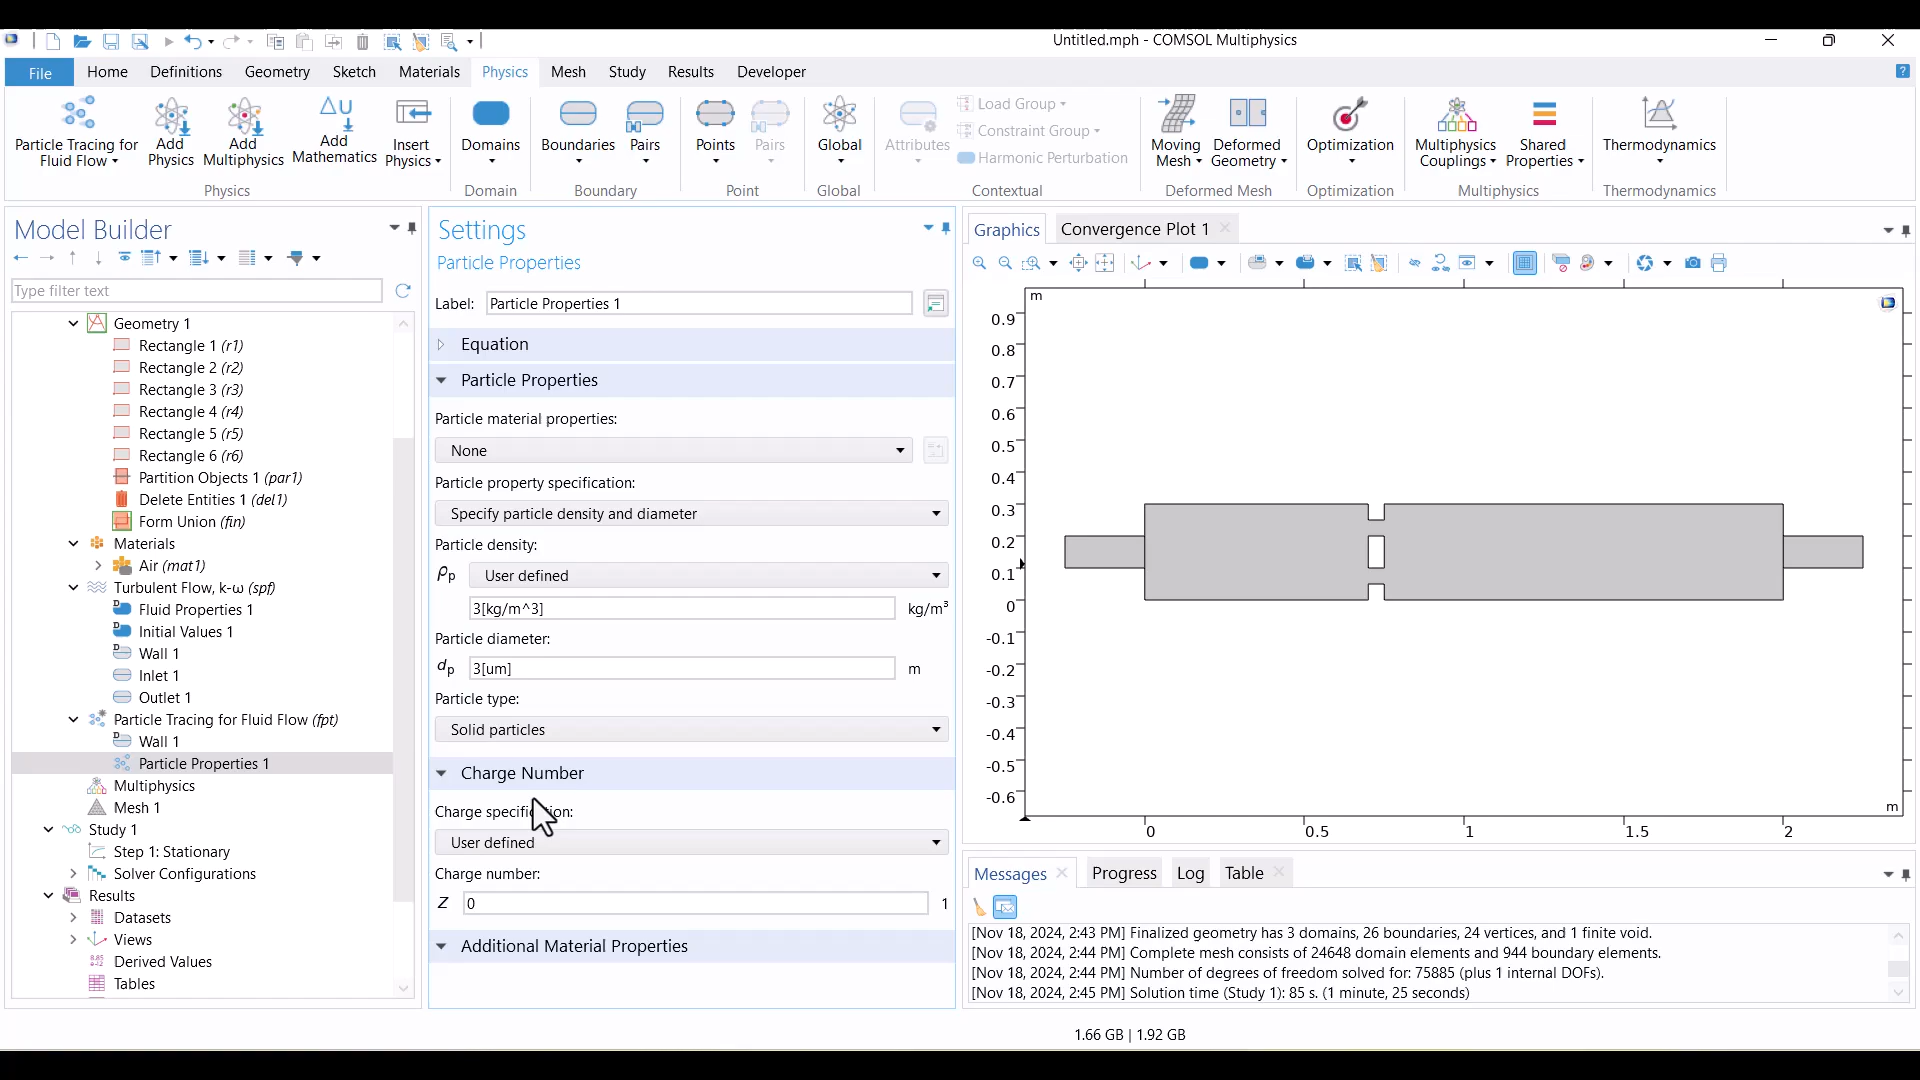 Untitled.mph - COMSOL Multiphysics
File Home Definitions Geometry Sketch Materials Physics Mesh Study Results Developer
Particle Tracing for Fluid Flow
Add Physics
Add Multiphysics
Add Mathematics
Insert Physics
Domains
Boundaries
Pairs
Points
Pairs
Global
Attributes
Load Group
Constraint Group
Harmonic Perturbation
Moving Mesh
Deformed Geometry
Optimization
Multiphysics Couplings
Shared Properties
Thermodynamics
Physics Domain Boundary Point Global Contextual Deformed Mesh Optimization Multiphysics Thermodynamics
Model Builder
Type filter text
Geometry 1
Rectangle 1 (r1)
Rectangle 2 (r2)
Rectangle 3 (r3)
Rectangle 4 (r4)
Rectangle 5 (r5)
Rectangle 6 (r6)
Partition Objects 1 (par1)
Delete Entities 1 (del1)
Form Union (fin)
Materials
Air (mat1)
Turbulent Flow, k-ω (spf)
Fluid Properties 1
Initial Values 1
Wall 1
Inlet 1
Outlet 1
Particle Tracing for Fluid Flow (fpt)
Wall 1
Particle Properties 1
Multiphysics
Mesh 1
Study 1
Step 1: Stationary
Solver Configurations
Results
Datasets
Views
Derived Values
Tables
Settings
Particle Properties
Label: Particle Properties 1
Equation
Particle Properties
Particle material properties:
None
Particle property specification:
Specify particle density and diameter
Particle density:
ρp User defined
3[kg/m^3] kg/m³
Particle diameter:
dp 3[um] m
Particle type:
Solid particles
Charge Number
Charge specification:
User defined
Charge number:
Z 0 1
Additional Material Properties
Graphics Convergence Plot 1
m
0.9
0.8
0.7
0.6
0.5
0.4
0.3
0.2
0.1
0
-0.1
-0.2
-0.3
-0.4
-0.5
-0.6
m
0 0.5 1 1.5 2
Messages Progress Log Table
[Nov 18, 2024, 2:43 PM] Finalized geometry has 3 domains, 26 boundaries, 24 vertices, and 1 finite void.
[Nov 18, 2024, 2:44 PM] Complete mesh consists of 24648 domain elements and 944 boundary elements.
[Nov 18, 2024, 2:44 PM] Number of degrees of freedom solved for: 75885 (plus 1 internal DOFs).
[Nov 18, 2024, 2:45 PM] Solution time (Study 1): 85 s. (1 minute, 25 seconds)
1.66 GB | 1.92 GB